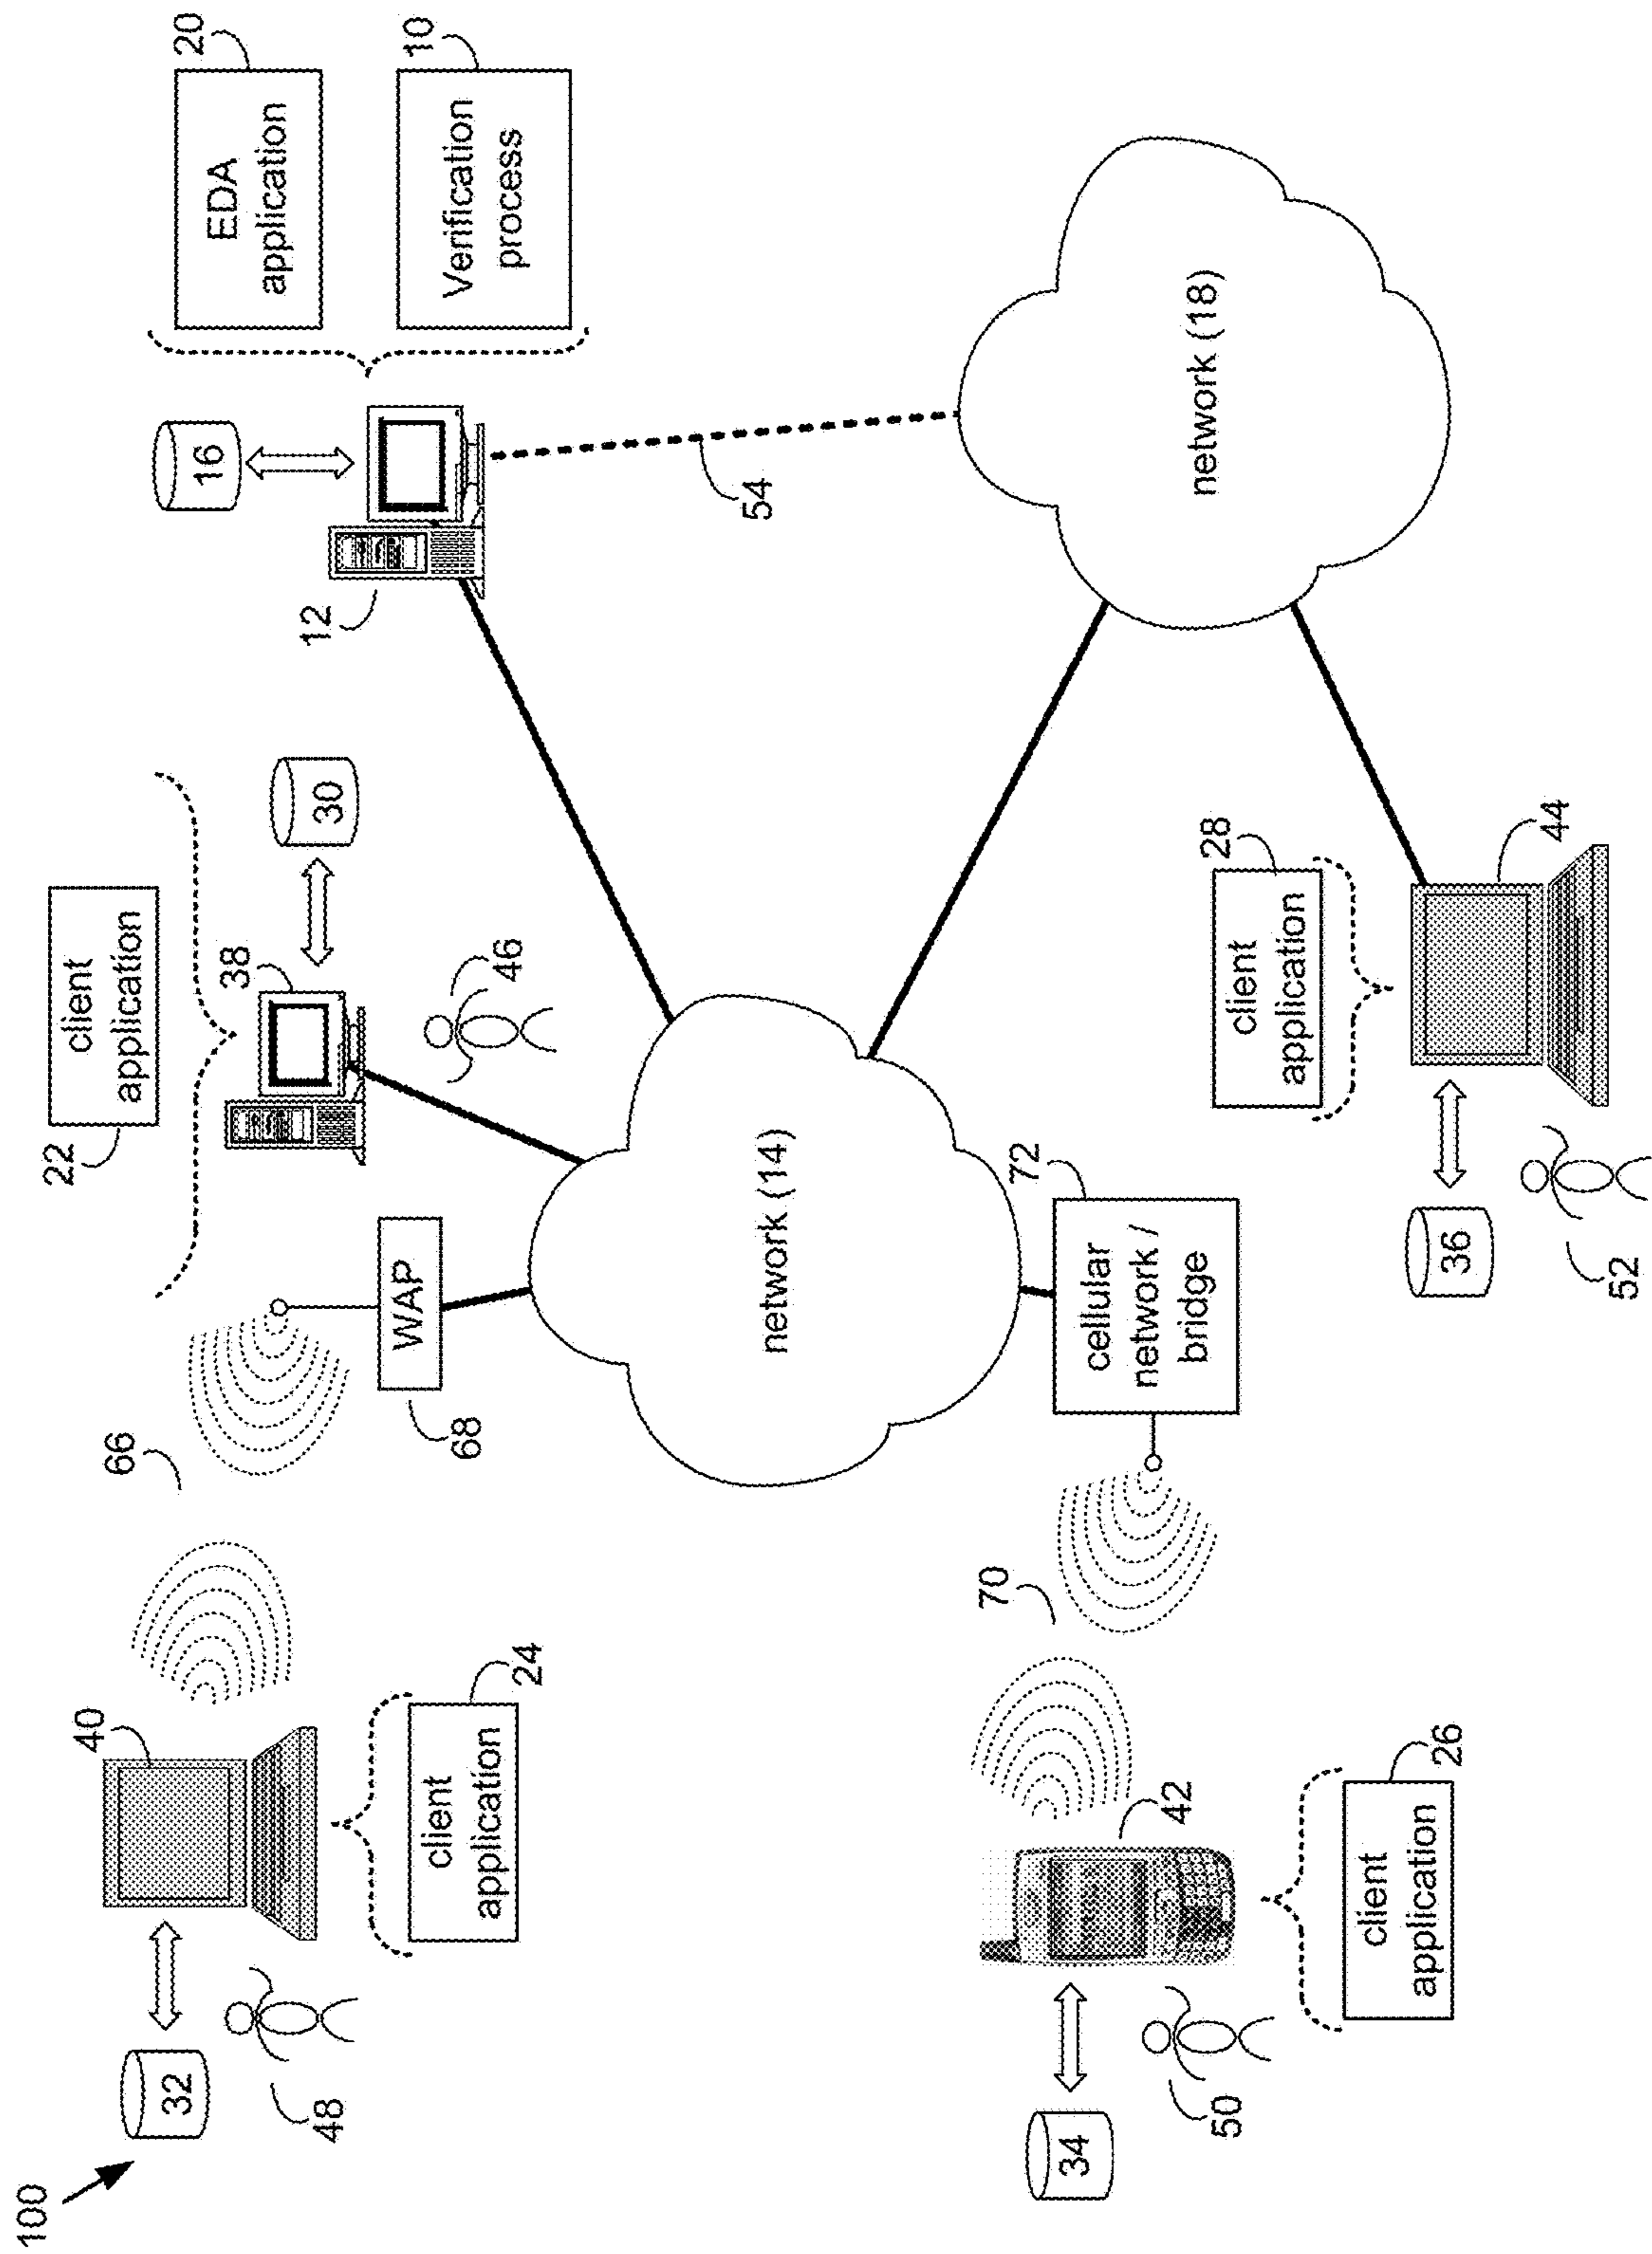 100
32
40
48
client
application
24
66
WAP
68
client
application
22
38
30
46
16
12
EDA
application
20
Verification
process
10
54
network (14)
network (18)
34
50
42
70
client
application
26
cellular
network /
bridge
72
client
application
28
44
36
52